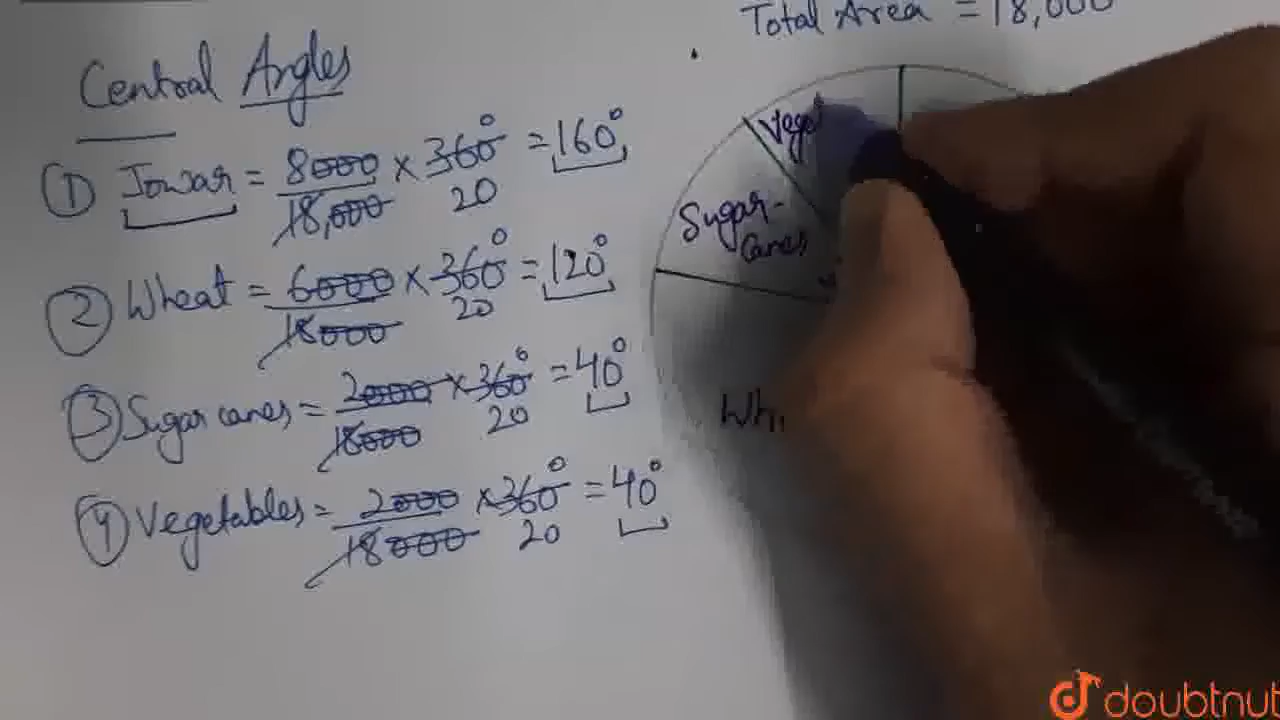 Total Area = 18,000
Central Angles
① Jowar = 8000/18,000 × 360° = 160°
20
② Wheat = 6000/18000 × 360° = 120°
20
③ Sugar canes = 2000/18000 × 360° = 40°
20
④ Vegetables = 2000/18000 × 360° = 40°
20
Veget
Sugar-
Canes
Wh
doubtnut